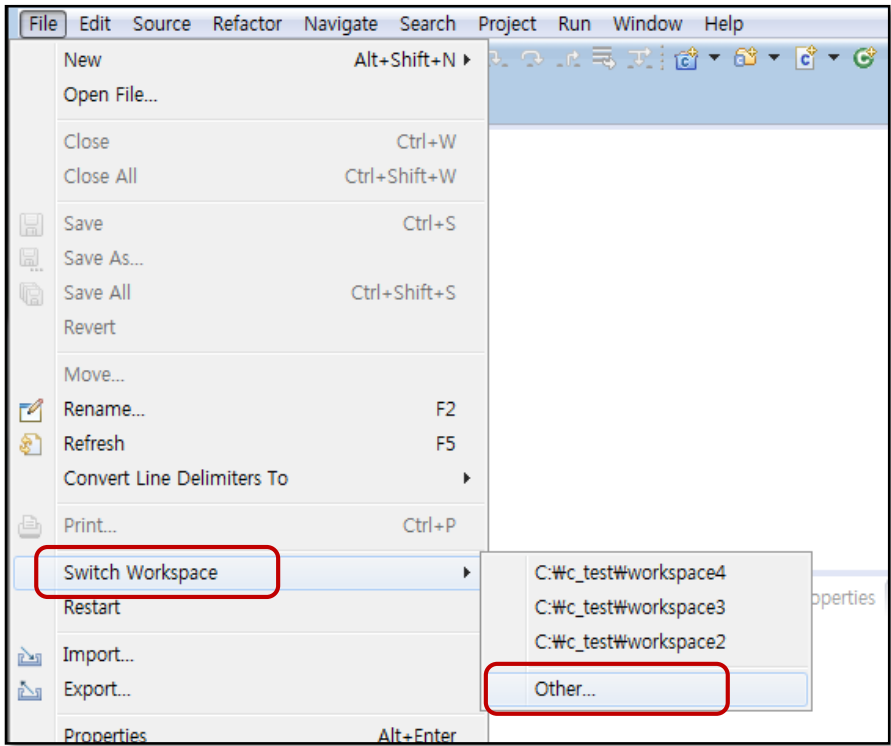 File Edit Source Refactor Navigate Search Project Run Window Help
New Alt+Shift+N
Open File...
Close Ctrl+W
Close All Ctrl+Shift+W
Save Ctrl+S
Save As...
Save All Ctrl+Shift+S
Revert
Move...
Rename... F2
Refresh F5
Convert Line Delimiters To
Print... Ctrl+P
Switch Workspace
C:₩c_test₩workspace4
Restart
C:₩c_test₩workspace3
operties
C:₩c_test₩workspace2
Import...
Export...
Other...
Properties Alt+Enter